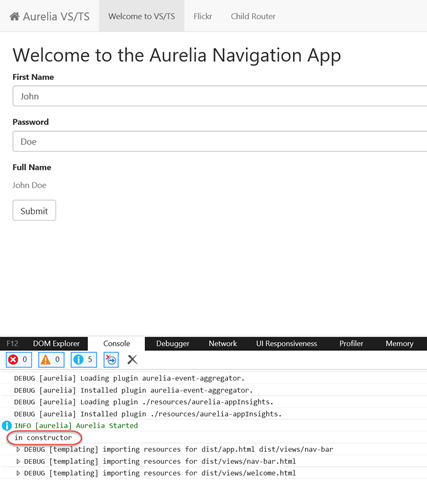 Aurelia VS/TS Welcome to VS/TS Flickr Child Router
Welcome to the Aurelia Navigation App
First Name
John
Password
Doe
Full Name
John Doe
Submit
F12 DOM Explorer Console Debugger Network UI Responsiveness Profiler Memory
0 0 5
DEBUG [aurelia] Loading plugin aurelia-event-aggregator.
DEBUG [aurelia] Installed plugin aurelia-event-aggregator.
DEBUG [aurelia] Loading plugin ./resources/aurelia-appInsights.
DEBUG [aurelia] Installed plugin ./resources/aurelia-appInsights.
INFO [aurelia] Aurelia Started
in constructor
DEBUG [templating] importing resources for dist/app.html dist/views/nav-bar
DEBUG [templating] importing resources for dist/views/nav-bar.html
DEBUG [templating] importing resources for dist/views/welcome.html